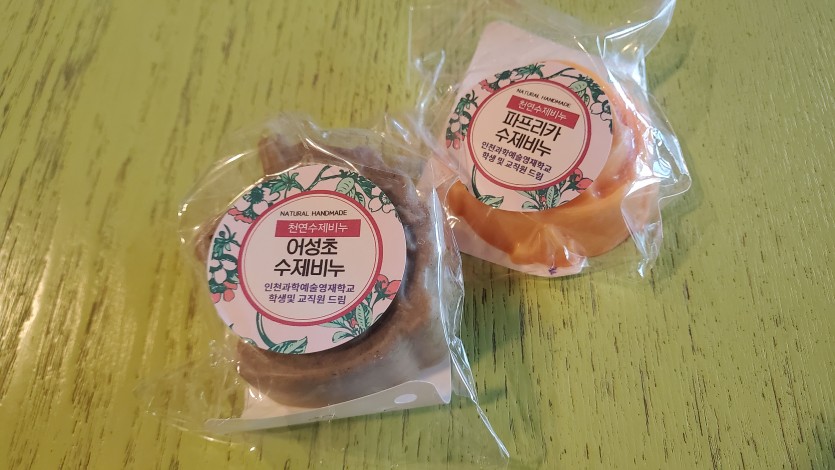 NATURAL HANDMADE
천연수제비누
어성초
수제비누
인천과학예술영재학교
학생및 교직원 드림
NATURAL HANDMADE
천연수제비누
파프리카
수제비누
인천과학예술영재학교
학생 및 교직원 드림